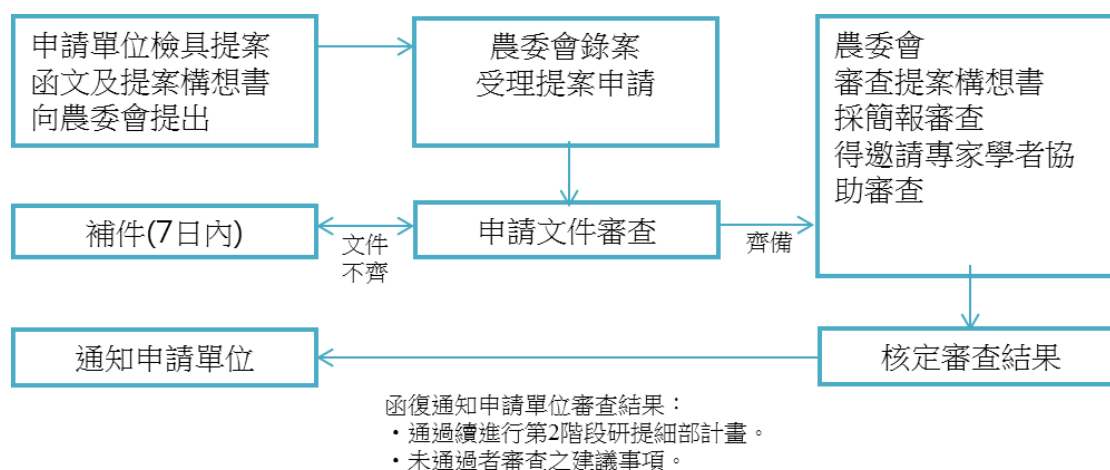 申請單位檢具提案
函文及提案構想書
向農委會提出
農委會錄案
受理提案申請
農委會
審查提案構想書
採簡報審查
得邀請專家學者協
助審查
補件(7日內)
文件
不齊
申請文件審查
齊備
通知申請單位
核定審查結果
函復通知申請單位審查結果：
・通過續進行第2階段研提細部計畫。
・未通過者審查之建議事項。